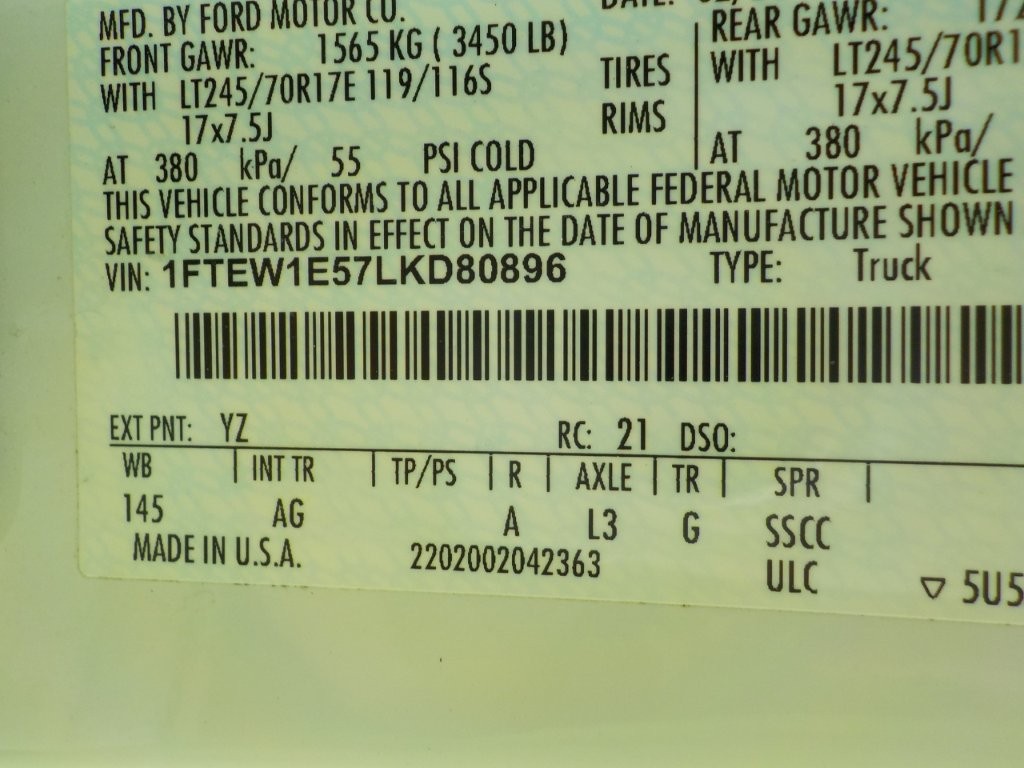 MFD. BY FORD MOTOR CO.
FRONT GAWR: 1565 KG ( 3450 LB)
WITH LT245/70R17E 119/116S TIRES
17x7.5J RIMS
AT 380 kPa/ 55 PSI COLD
REAR GAWR:
WITH LT245/70R1
17x7.5J
AT 380 kPa/
THIS VEHICLE CONFORMS TO ALL APPLICABLE FEDERAL MOTOR VEHICLE
SAFETY STANDARDS IN EFFECT ON THE DATE OF MANUFACTURE SHOWN
VIN: 1FTEW1E57LKD80896 TYPE: Truck
EXT PNT: YZ RC: 21 DSO:
WB INT TR TP/PS R AXLE TR SPR
145 AG A L3 G SSCC
MADE IN U.S.A. 2202002042363 ULC ▽ 5U5